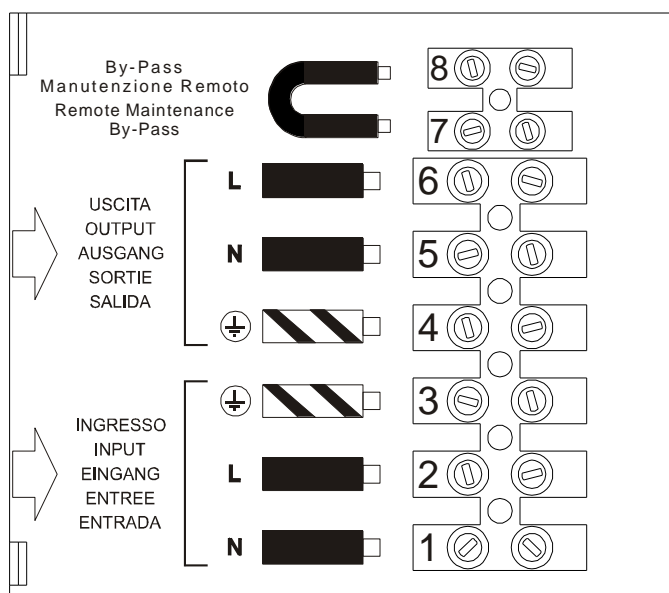 By-Pass
Manutenzione Remoto
Remote Maintenance
By-Pass
8
7
USCITA
OUTPUT
AUSGANG
SORTIE
SALIDA
L
6
N
5
4
INGRESSO
INPUT
EINGANG
ENTREE
ENTRADA
3
L
2
N
1